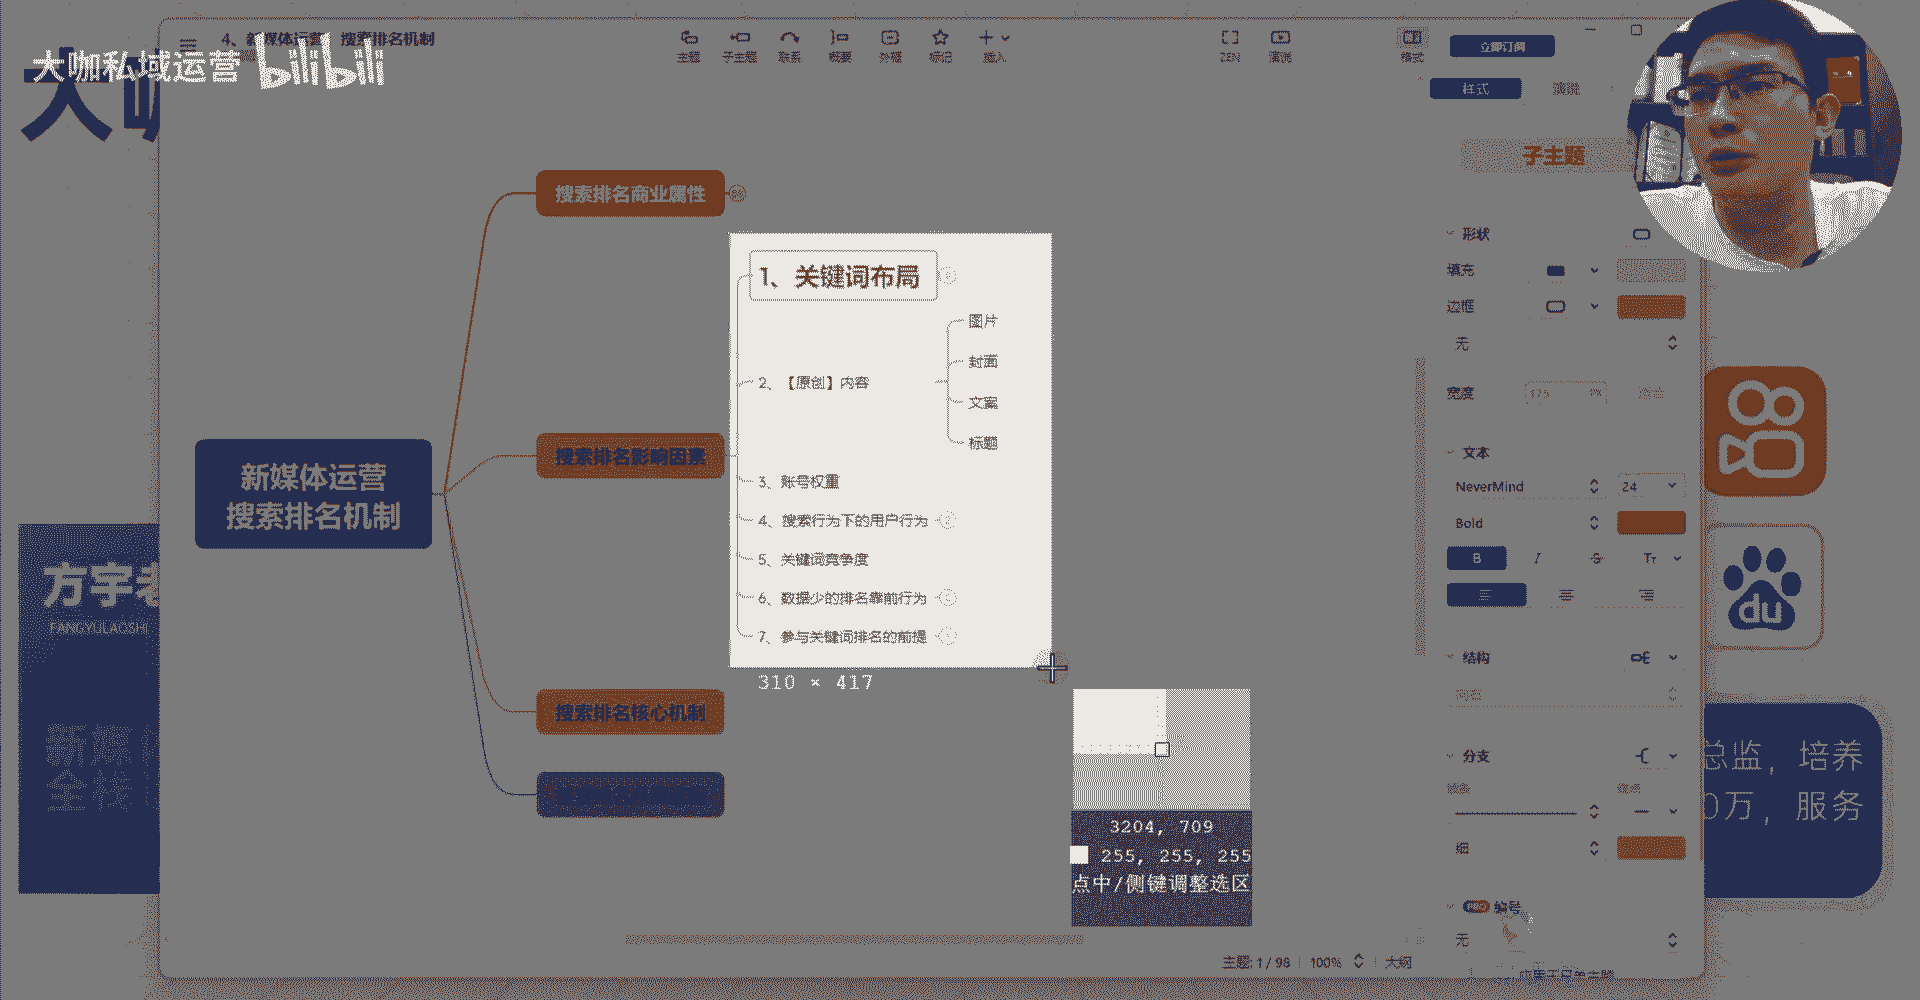 4、新媒体运营 搜索排名机制
大咖私域运营
bilibili
大咖
主题
子主题
联系
概要
外框
标记
插入
ZEN
演说
格式
立即订阅
样式
演说
子主题
搜索排名商业属性
1、关键词布局
图片
封面
2、【原创】内容
文案
标题
搜索排名影响因素
3、账号权重
4、搜索行为下的用户行为
5、关键词竞争度
6、数据少的排名靠前行为
7、参与关键词排名的前提
新媒体运营
搜索排名机制
310 × 417
搜索排名核心机制
3204, 709
255, 255, 255
点中/侧键调整选区
形状
填充
边框
无
宽度
175
PX
文本
NeverMind
24
Bold
B
I
S
Tr
结构
分支
细
PRO 编号
无
主题: 1 / 98
100%
大纲
方宇老
FANGYULAOSHI
新媒体
全栈
du
总监，培养
0万，服务